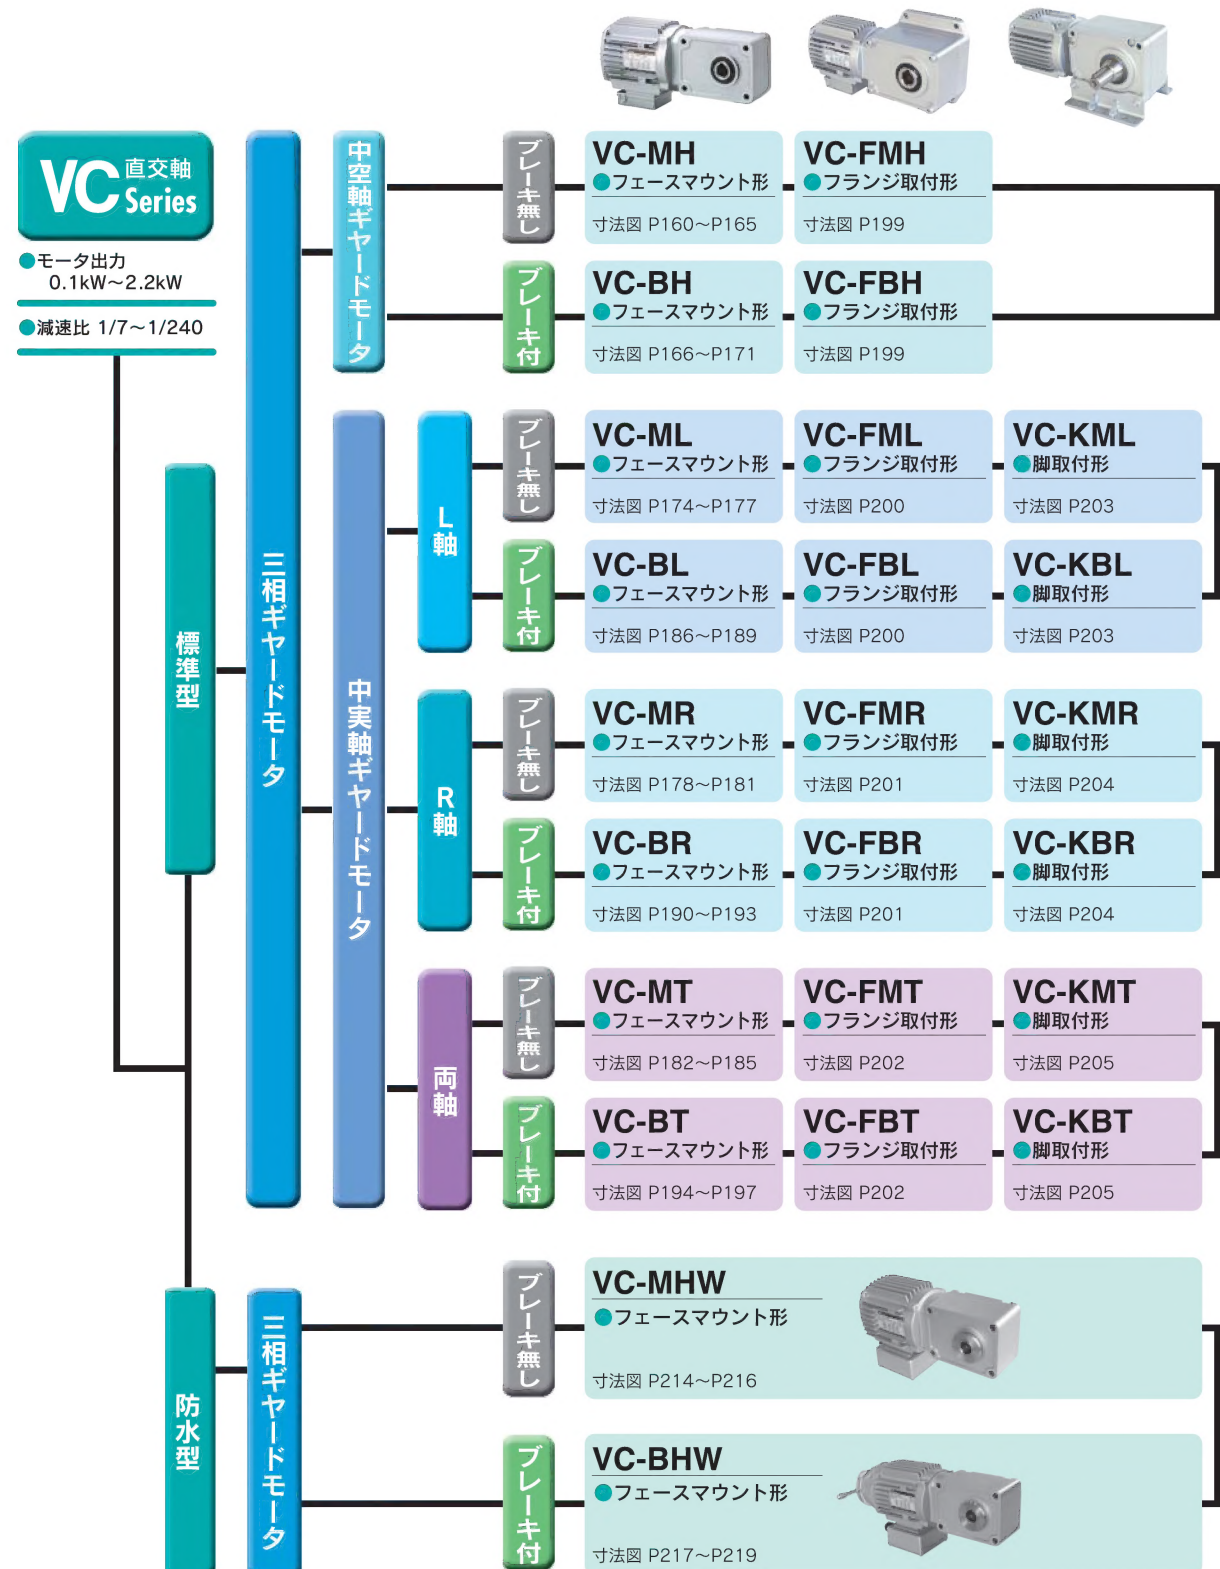 VC 直交軸
Series
●モータ出力
0.1kW～2.2kW
●減速比 1/7～1/240
標準型
三相ギヤードモータ
中空軸ギヤードモータ
ブレーキ無し
VC-MH
●フェースマウント形
寸法図 P160～P165
VC-FMH
●フランジ取付形
寸法図 P199
ブレーキ付
VC-BH
●フェースマウント形
寸法図 P166～P171
VC-FBH
●フランジ取付形
寸法図 P199
中実軸ギヤードモータ
L軸
ブレーキ無し
VC-ML
●フェースマウント形
寸法図 P174～P177
VC-FML
●フランジ取付形
寸法図 P200
VC-KML
●脚取付形
寸法図 P203
ブレーキ付
VC-BL
●フェースマウント形
寸法図 P186～P189
VC-FBL
●フランジ取付形
寸法図 P200
VC-KBL
●脚取付形
寸法図 P203
R軸
ブレーキ無し
VC-MR
●フェースマウント形
寸法図 P178～P181
VC-FMR
●フランジ取付形
寸法図 P201
VC-KMR
●脚取付形
寸法図 P204
ブレーキ付
VC-BR
●フェースマウント形
寸法図 P190～P193
VC-FBR
●フランジ取付形
寸法図 P201
VC-KBR
●脚取付形
寸法図 P204
両軸
ブレーキ無し
VC-MT
●フェースマウント形
寸法図 P182～P185
VC-FMT
●フランジ取付形
寸法図 P202
VC-KMT
●脚取付形
寸法図 P205
ブレーキ付
VC-BT
●フェースマウント形
寸法図 P194～P197
VC-FBT
●フランジ取付形
寸法図 P202
VC-KBT
●脚取付形
寸法図 P205
防水型
三相ギヤードモータ
ブレーキ無し
VC-MHW
●フェースマウント形
寸法図 P214～P216
ブレーキ付
VC-BHW
●フェースマウント形
寸法図 P217～P219